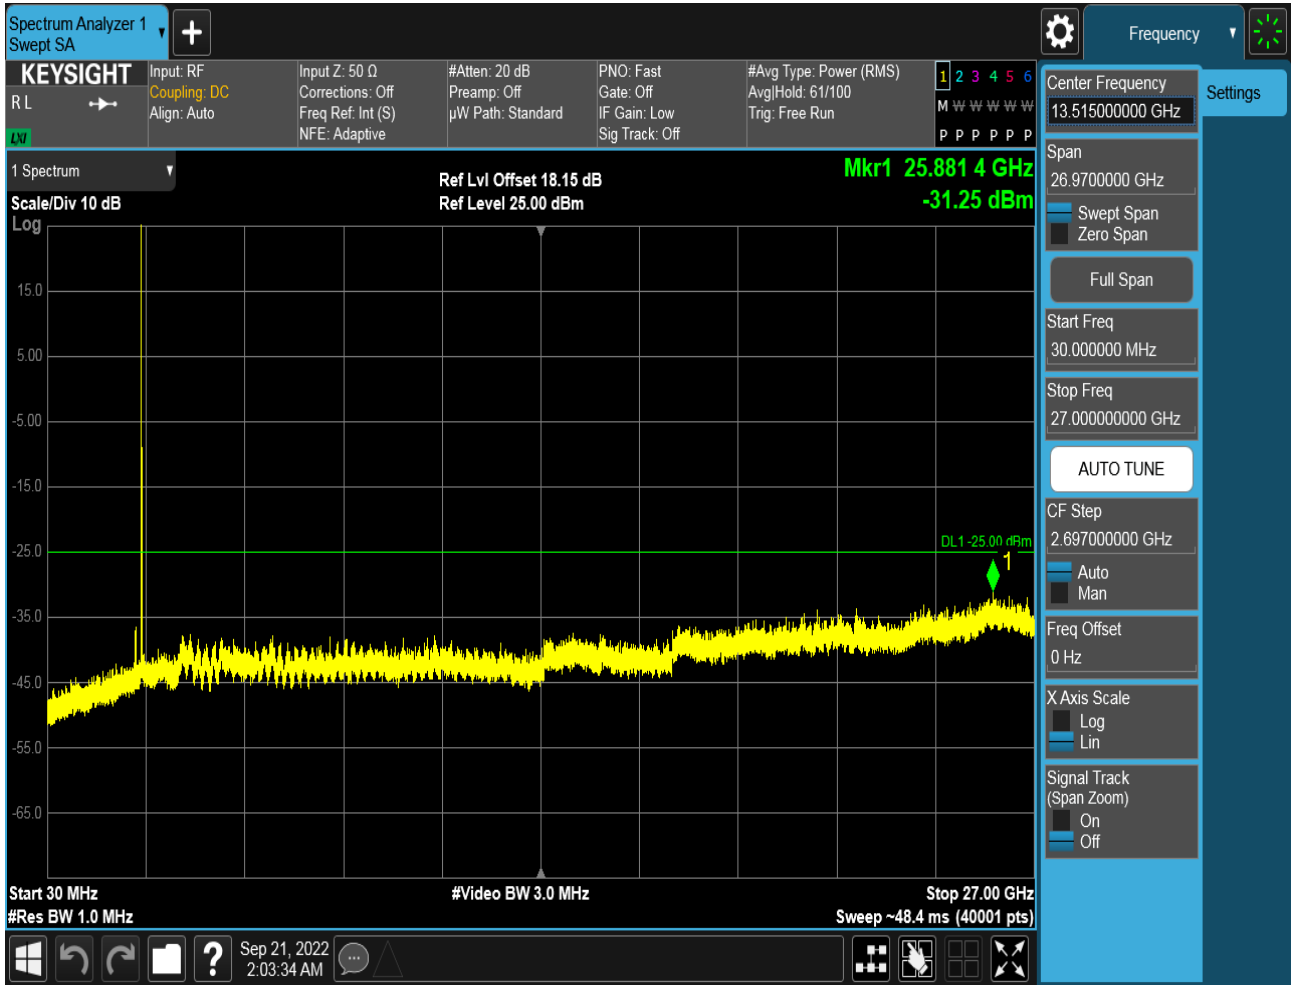 Spectrum Analyzer 1
Swept SA
Frequency
KEYSIGHT
R L
LXI
Input: RF
Coupling: DC
Align: Auto
Input Z: 50 Ω
Corrections: Off
Freq Ref: Int (S)
NFE: Adaptive
#Atten: 20 dB
Preamp: Off
µW Path: Standard
PNO: Fast
Gate: Off
IF Gain: Low
Sig Track: Off
#Avg Type: Power (RMS)
Avg|Hold: 61/100
Trig: Free Run
1 2 3 4 5 6
M W W W W W
P P P P P P
1 Spectrum
Scale/Div 10 dB
Log
Ref Lvl Offset 18.15 dB
Ref Level 25.00 dBm
Mkr1 25.881 4 GHz
-31.25 dBm
15.0
5.00
-5.00
-15.0
-25.0
-35.0
-45.0
-55.0
-65.0
DL1 -25.00 dBm
1
Start 30 MHz
#Res BW 1.0 MHz
#Video BW 3.0 MHz
Stop 27.00 GHz
Sweep ~48.4 ms (40001 pts)
Center Frequency
13.515000000 GHz
Span
26.9700000 GHz
Swept Span
Zero Span
Full Span
Start Freq
30.000000 MHz
Stop Freq
27.000000000 GHz
AUTO TUNE
CF Step
2.697000000 GHz
Auto
Man
Freq Offset
0 Hz
X Axis Scale
Log
Lin
Signal Track
(Span Zoom)
On
Off
Settings
?
Sep 21, 2022
2:03:34 AM